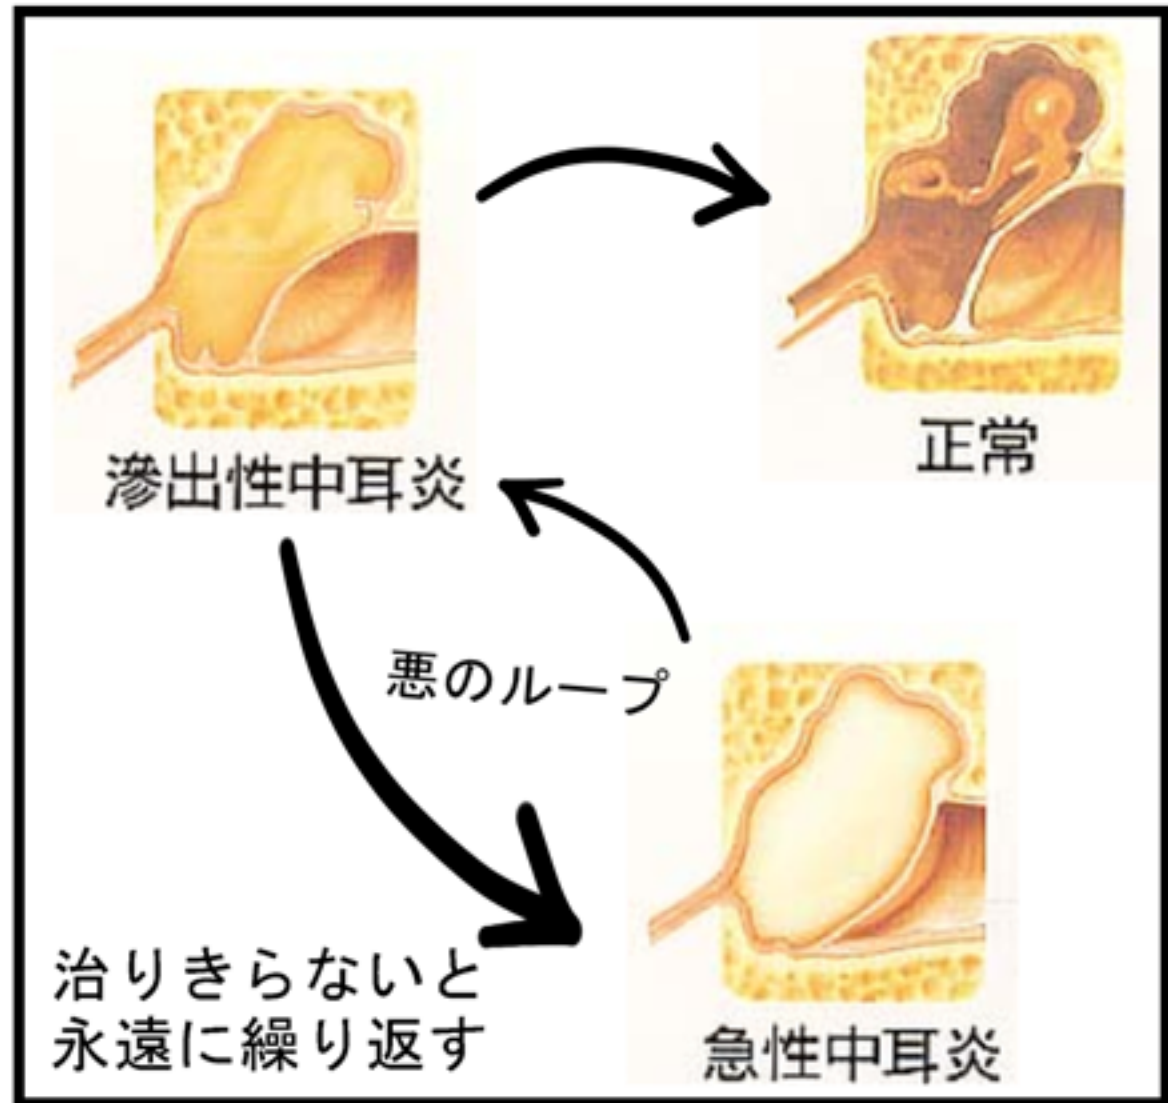 正常
滲出性中耳炎
悪のループ
治りきらないと
永遠に繰り返す
急性中耳炎